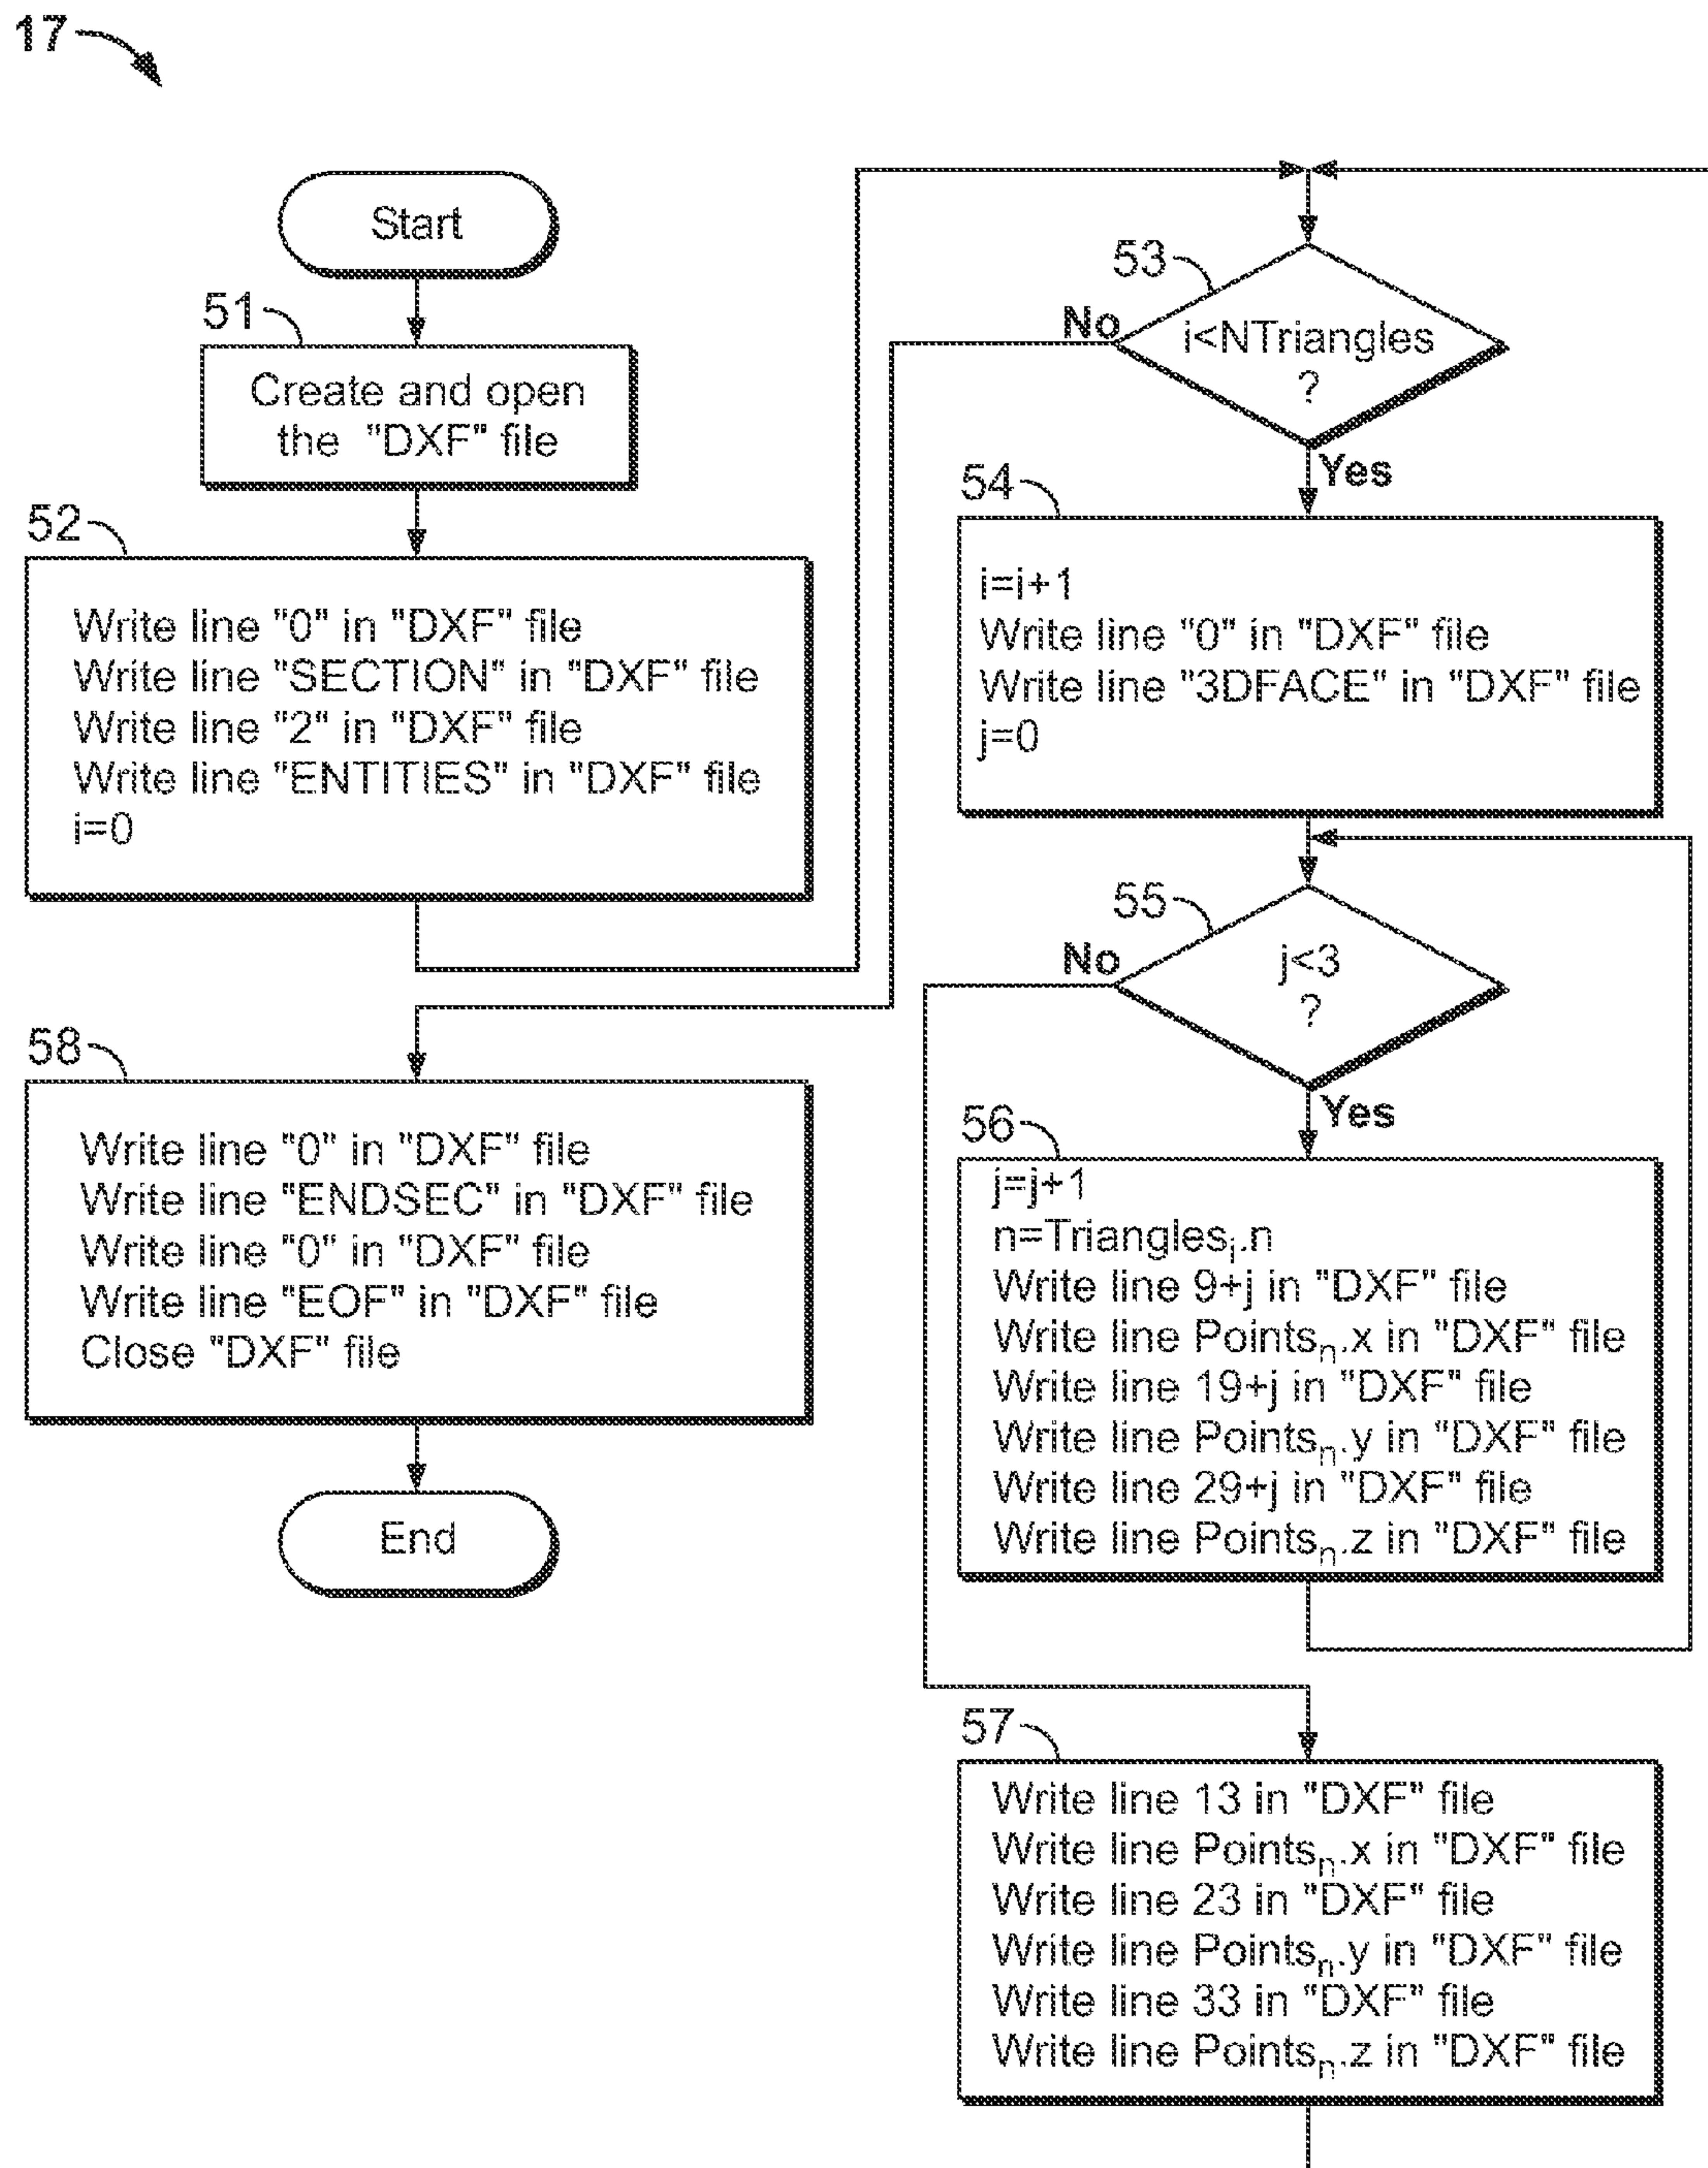 17
Start
51
Create and open
the "DXF" file
52
Write line "0" in "DXF" file
Write line "SECTION" in "DXF" file
Write line "2" in "DXF" file
Write line "ENTITIES" in "DXF" file
i=0
53
No
i<NTriangles
?
Yes
54
i=i+1
Write line "0" in "DXF" file
Write line "3DFACE" in "DXF" file
j=0
55
No
j<3
?
Yes
56
j=j+1
n=Trianglesᵢ.n
Write line 9+j in "DXF" file
Write line Pointsₙ.x in "DXF" file
Write line 19+j in "DXF" file
Write line Pointsₙ.y in "DXF" file
Write line 29+j in "DXF" file
Write line Pointsₙ.z in "DXF" file
57
Write line 13 in "DXF" file
Write line Pointsₙ.x in "DXF" file
Write line 23 in "DXF" file
Write line Pointsₙ.y in "DXF" file
Write line 33 in "DXF" file
Write line Pointsₙ.z in "DXF" file
58
Write line "0" in "DXF" file
Write line "ENDSEC" in "DXF" file
Write line "0" in "DXF" file
Write line "EOF" in "DXF" file
Close "DXF" file
End